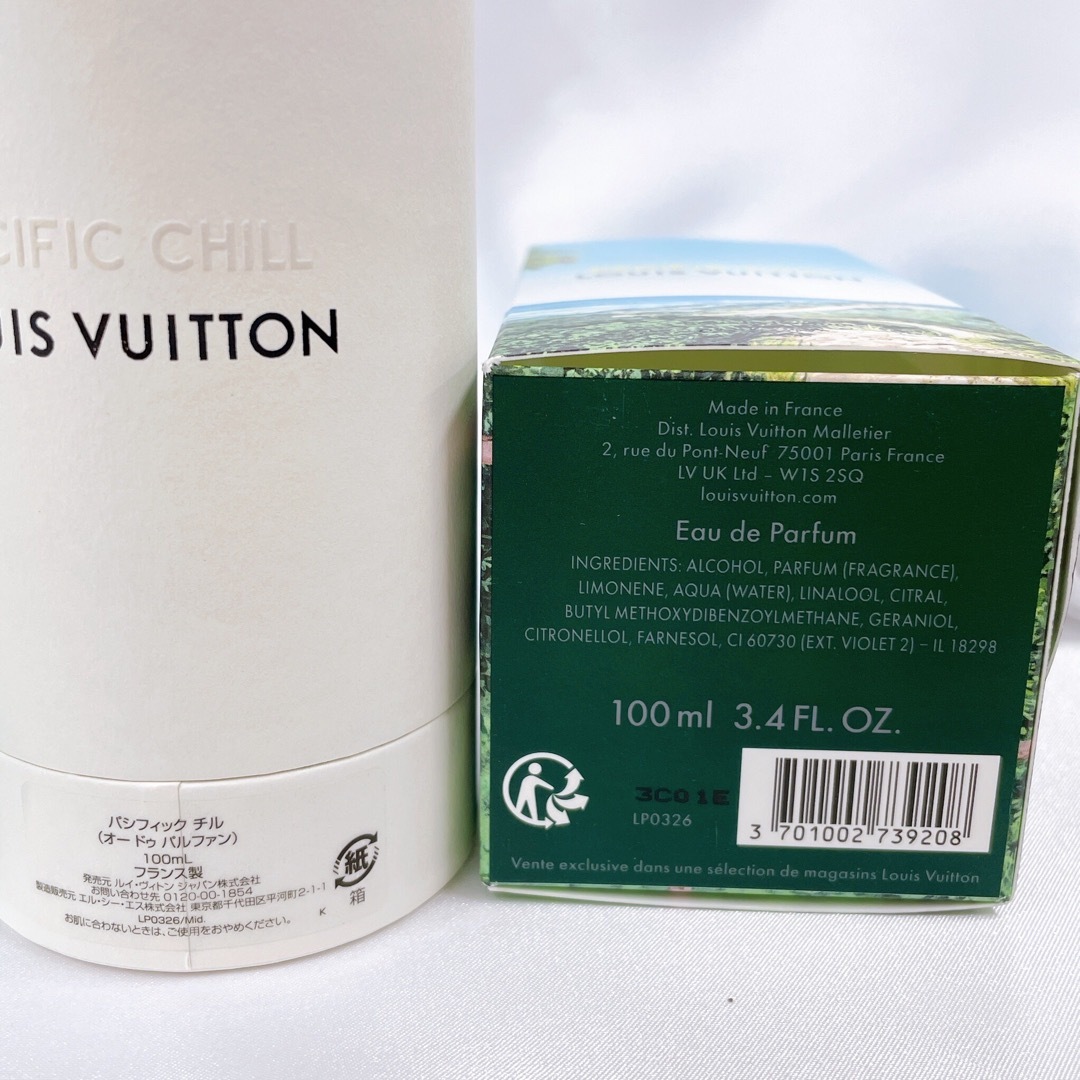 CIFIC CHILL
UIS VUITTON
パシフィック チル
(オー ドゥ パルファン)
100mL
フランス製
発売元 ルイ・ヴィトン ジャパン株式会社
お問い合わせ先 0120-00-1854
製造販売元 エル・シー・エス株式会社 東京都千代田区平河町2-1-1
LP0326/Mid.
K
お肌に合わないときは、ご使用をおやめください。
紙
箱
LOUIS VUITTON
Made in France
Dist. Louis Vuitton Malletier
2, rue du Pont-Neuf 75001 Paris France
LV UK Ltd – W1S 2SQ
louisvuitton.com
Eau de Parfum
INGREDIENTS: ALCOHOL, PARFUM (FRAGRANCE),
LIMONENE, AQUA (WATER), LINALOOL, CITRAL,
BUTYL METHOXYDIBENZOYLMETHANE, GERANIOL,
CITRONELLOL, FARNESOL, CI 60730 (EXT. VIOLET 2) – IL 18298
100 ml 3.4 FL. OZ.
3C01E
LP0326
3 701002 739208
Vente exclusive dans une sélection de magasins Louis Vuitton